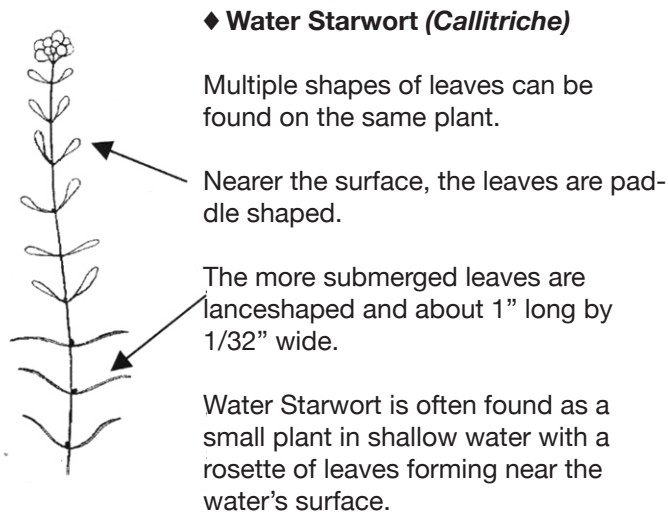 ♦ Water Starwort (Callitriche)
Multiple shapes of leaves can be
found on the same plant.
Nearer the surface, the leaves are pad-
dle shaped.
The more submerged leaves are
lanceshaped and about 1” long by
1/32” wide.
Water Starwort is often found as a
small plant in shallow water with a
rosette of leaves forming near the
water’s surface.